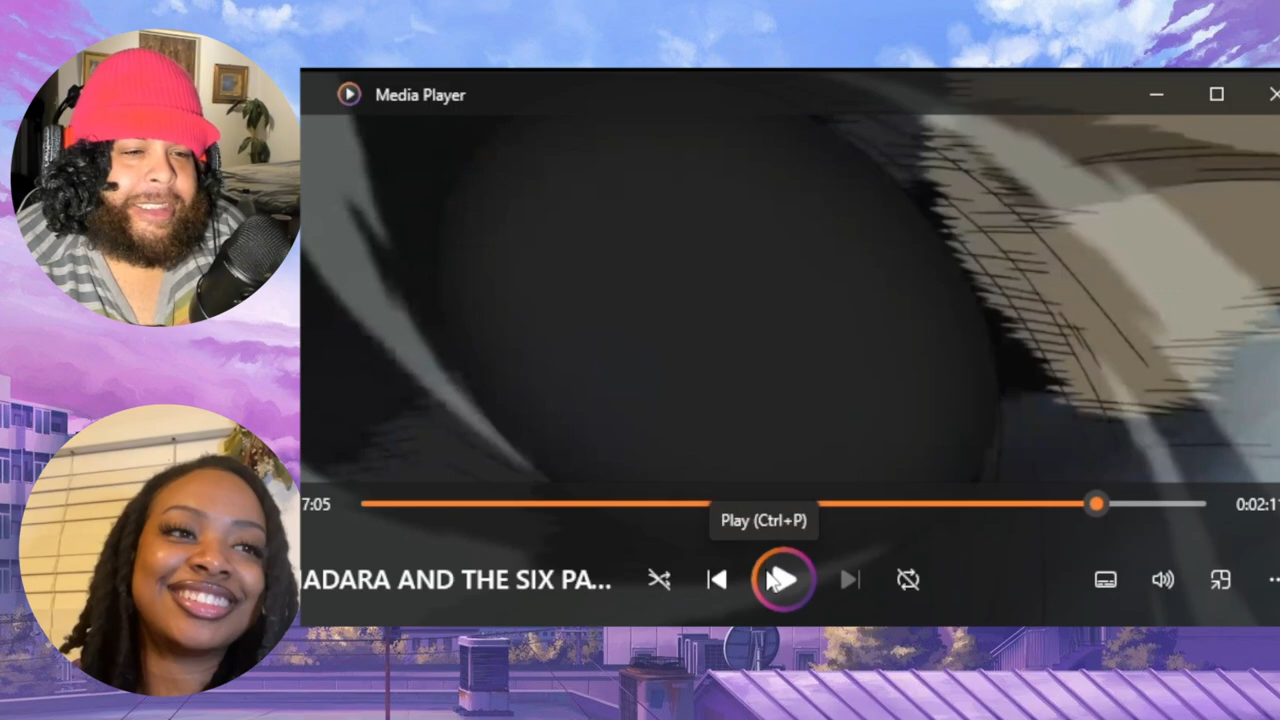 Media Player
7:05
0:02:1
Play (Ctrl+P)
ADARA AND THE SIX PA...